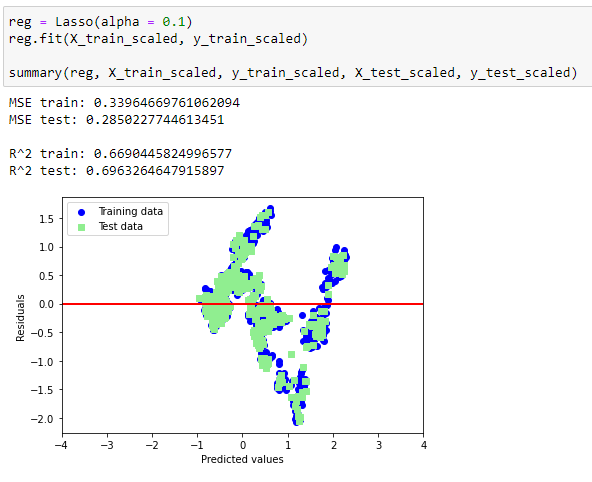 reg = Lasso(alpha = 0.1)
reg.fit(X_train_scaled, y_train_scaled)
summary(reg, X_train_scaled, y_train_scaled, X_test_scaled, y_test_scaled)
MSE train: 0.33964669761062094
MSE test: 0.2850227744613451
R^2 train: 0.6690445824996577
R^2 test: 0.6963264647915897
Training data
Test data
1.5
1.0
0.5
0.0
−0.5
−1.0
−1.5
−2.0
Residuals
−4 −3 −2 −1 0 1 2 3 4
Predicted values